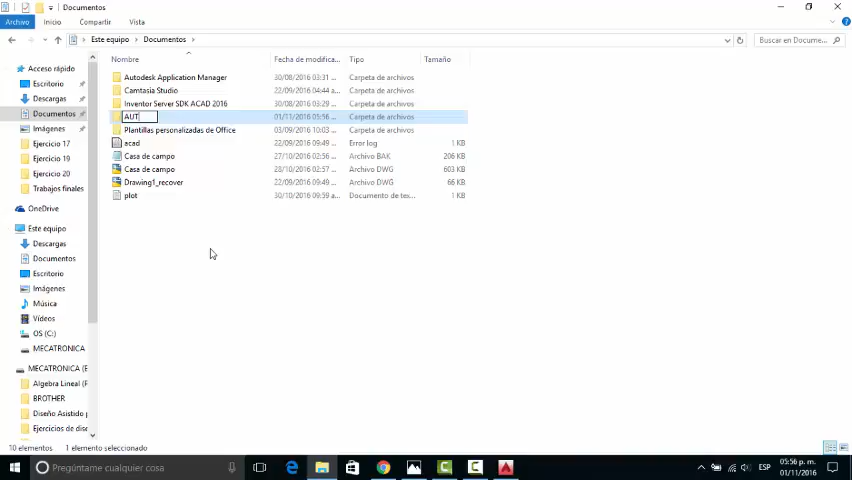 Documentos
Archivo Inicio Compartir Vista
Este equipo Documentos Buscar en Docume...
Nombre Fecha de modifica... Tipo Tamaño
Acceso rápido
Escritorio
Descargas
Documentos
Imágenes
Ejercicio 17
Ejercicio 19
Ejercicio 20
Trabajos finales
OneDrive
Este equipo
Descargas
Documentos
Escritorio
Imágenes
Música
Vídeos
OS (C:)
MECATRONICA
MECATRONICA (E
Algebra Lineal (F
BROTHER
Diseño Asistido p
Ejercicios de dise
Autodesk Application Manager 30/08/2016 03:31 ... Carpeta de archivos
Camtasia Studio 22/09/2016 04:44 a... Carpeta de archivos
Inventor Server SDK ACAD 2016 30/08/2016 03:29 ... Carpeta de archivos
AUT 01/11/2016 05:56 ... Carpeta de archivos
Plantillas personalizadas de Office 03/09/2016 10:03 ... Carpeta de archivos
acad 22/09/2016 09:49 ... Error log 1 KB
Casa de campo 27/10/2016 02:56 ... Archivo BAK 206 KB
Casa de campo 28/10/2016 02:57 ... Archivo DWG 603 KB
Drawing1_recover 22/09/2016 09:49 ... Archivo DWG 66 KB
plot 30/10/2016 09:59 a... Documento de tex... 1 KB
10 elementos 1 elemento seleccionado
Pregúntame cualquier cosa
ESP
05:56 p. m.
01/11/2016